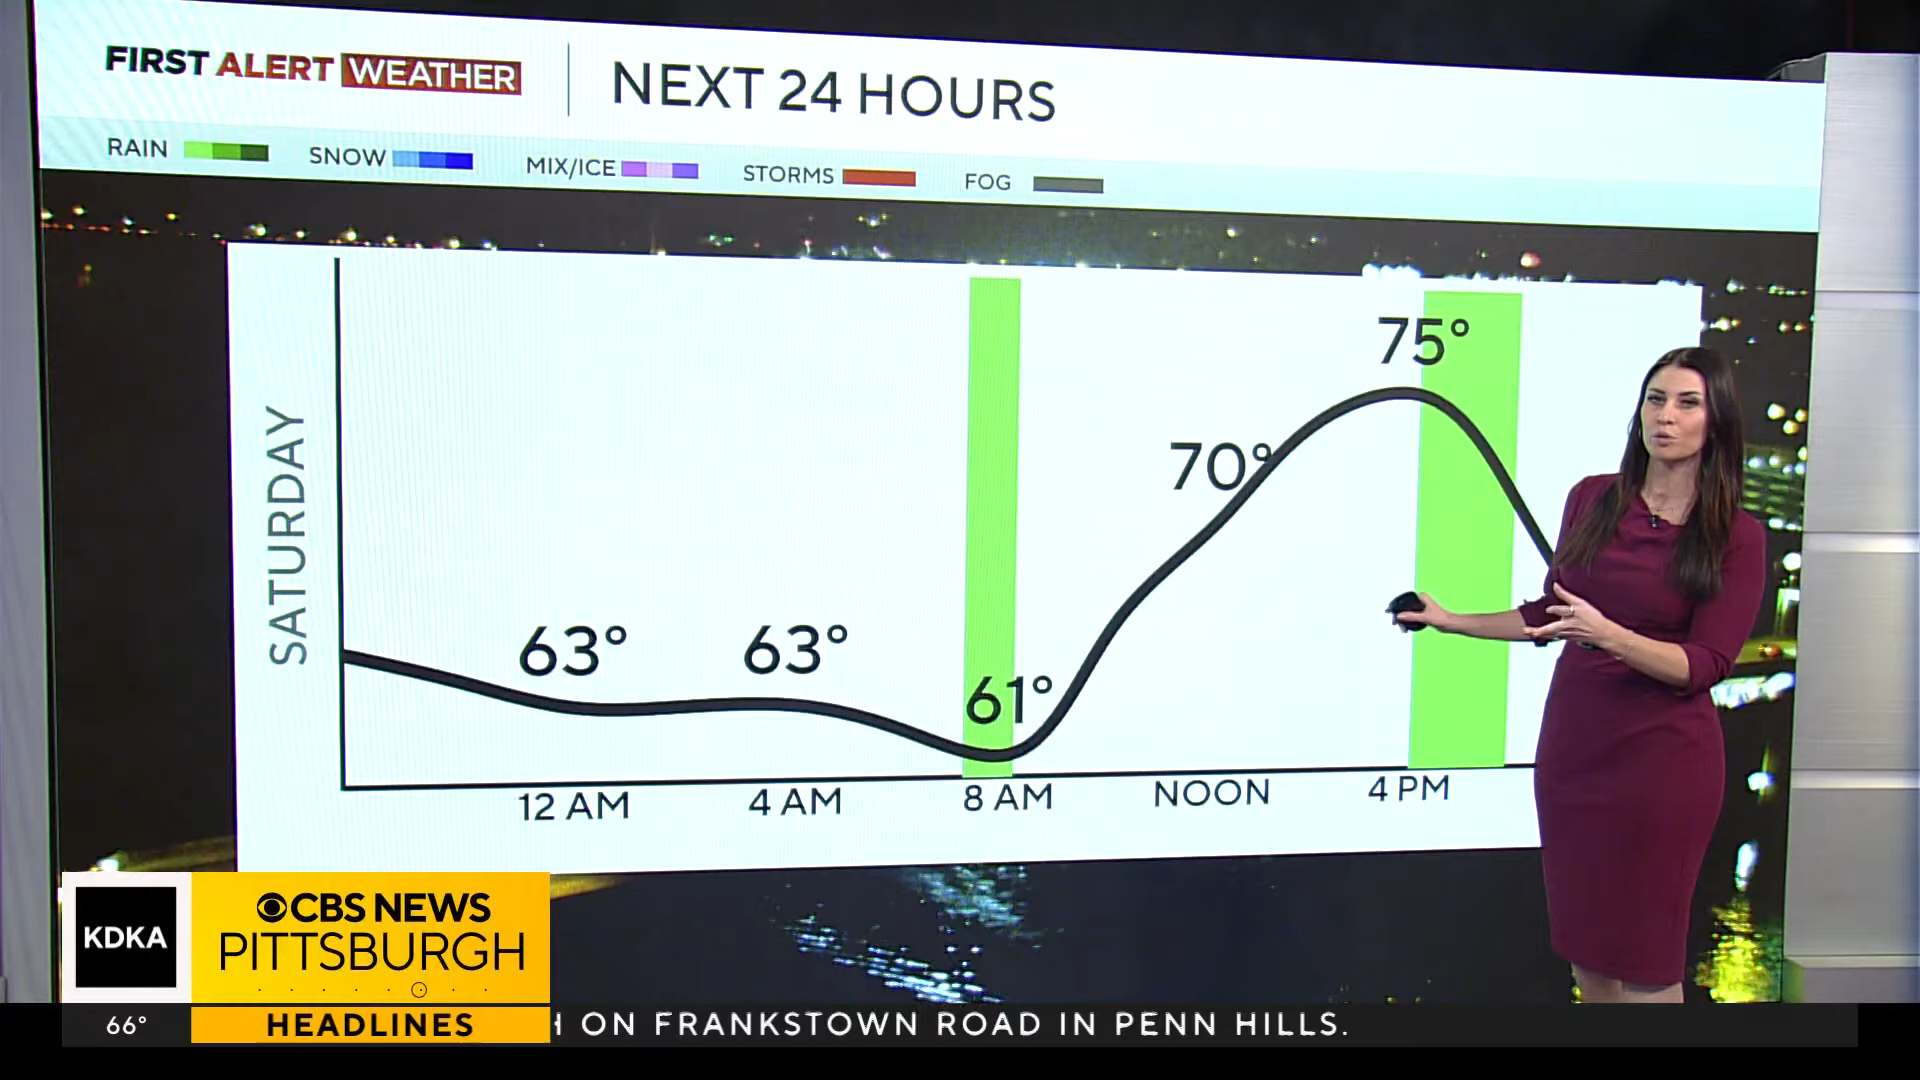 FIRST ALERT WEATHER
NEXT 24 HOURS
RAIN SNOW MIX/ICE STORMS FOG
SATURDAY
63° 63° 61° 70° 75°
12 AM 4 AM 8 AM NOON 4 PM
KDKA
CBS NEWS
PITTSBURGH
66°
HEADLINES
ON FRANKSTOWN ROAD IN PENN HILLS.